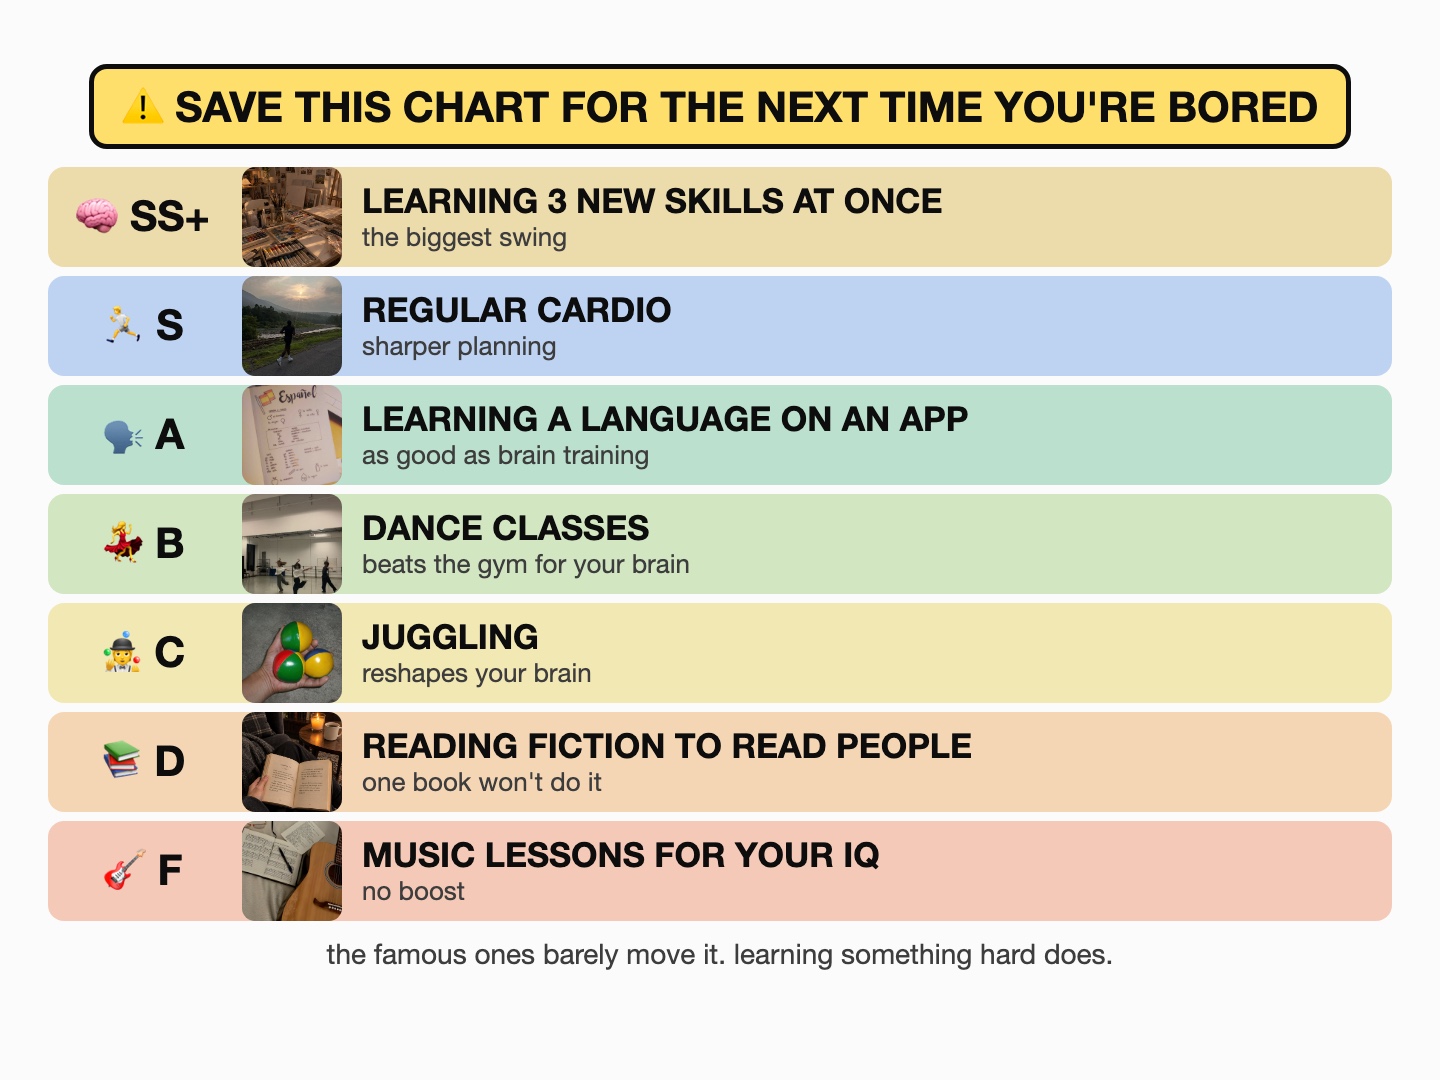 ⚠️ SAVE THIS CHART FOR THE NEXT TIME YOU'RE BORED
SS+
LEARNING 3 NEW SKILLS AT ONCE
the biggest swing
S
REGULAR CARDIO
sharper planning
A
Español
LEARNING A LANGUAGE ON AN APP
as good as brain training
B
DANCE CLASSES
beats the gym for your brain
C
JUGGLING
reshapes your brain
D
READING FICTION TO READ PEOPLE
one book won't do it
F
MUSIC LESSONS FOR YOUR IQ
no boost
the famous ones barely move it. learning something hard does.